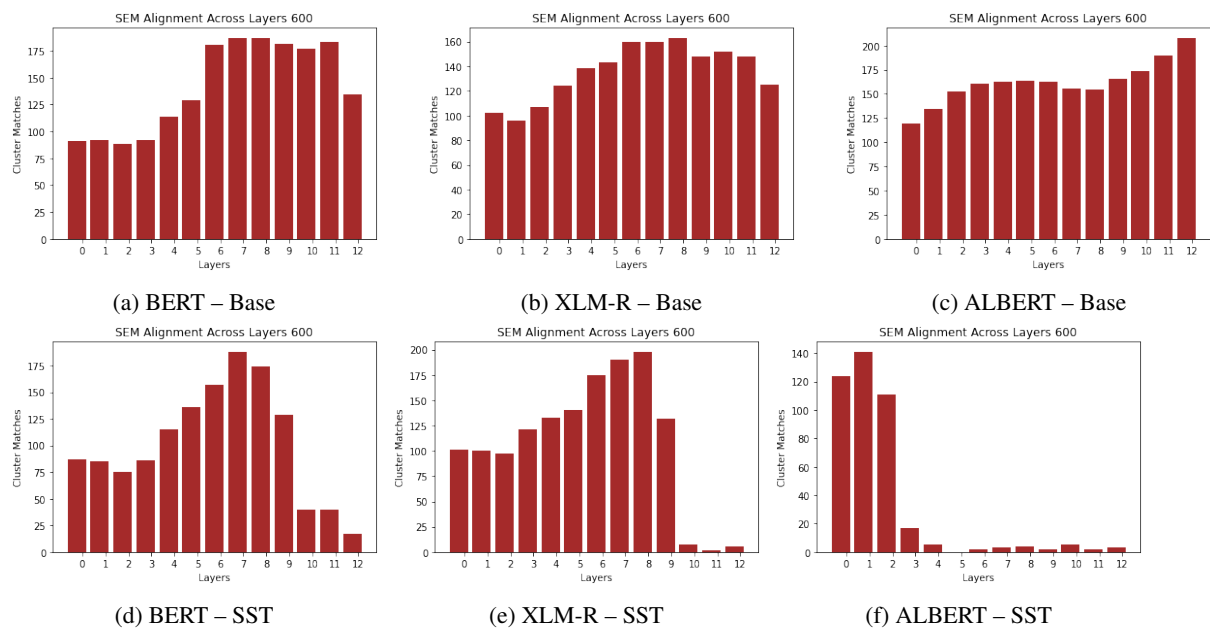 SEM Alignment Across Layers 600
Cluster Matches
175
150
125
100
75
50
25
0
0 1 2 3 4 5 6 7 8 9 10 11 12
Layers
(a) BERT – Base
SEM Alignment Across Layers 600
Cluster Matches
160
140
120
100
80
60
40
20
0
0 1 2 3 4 5 6 7 8 9 10 11 12
Layers
(b) XLM-R – Base
SEM Alignment Across Layers 600
Cluster Matches
200
175
150
125
100
75
50
25
0
0 1 2 3 4 5 6 7 8 9 10 11 12
Layers
(c) ALBERT – Base
SEM Alignment Across Layers 600
Cluster Matches
175
150
125
100
75
50
25
0
0 1 2 3 4 5 6 7 8 9 10 11 12
Layers
(d) BERT – SST
SEM Alignment Across Layers 600
Cluster Matches
200
175
150
125
100
75
50
25
0
0 1 2 3 4 5 6 7 8 9 10 11 12
Layers
(e) XLM-R – SST
SEM Alignment Across Layers 600
Cluster Matches
140
120
100
80
60
40
20
0
0 1 2 3 4 5 6 7 8 9 10 11 12
Layers
(f) ALBERT – SST